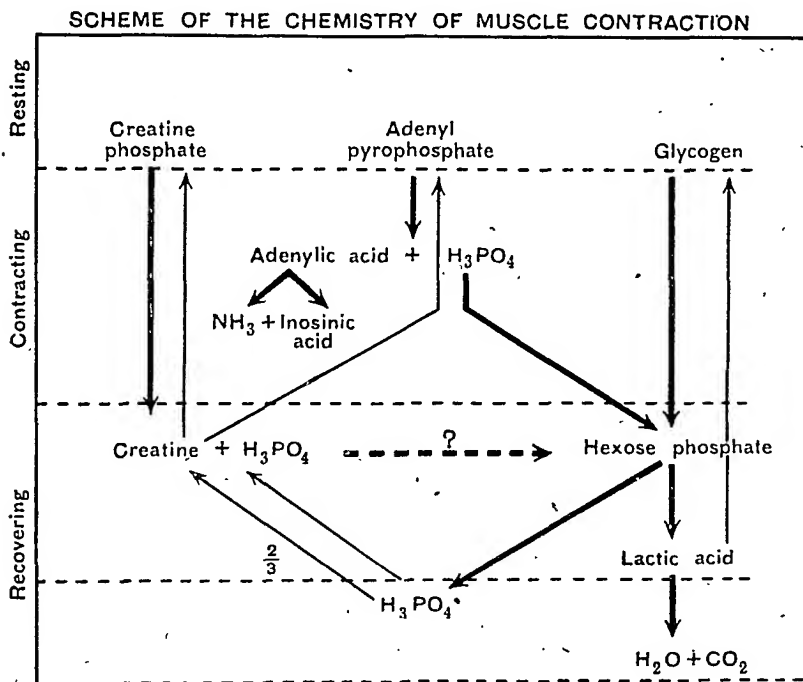 SCHEME OF THE CHEMISTRY OF MUSCLE CONTRACTION
Resting
Creatine
phosphate
Adenyl
pyrophosphate
Glycogen
Contracting
Adenylic acid + H₃PO₄
NH₃ + Inosinic
acid
Creatine + H₃PO₄
?
Hexose phosphate
Recovering
2/3
Lactic acid
H₃PO₄
H₂O + CO₂